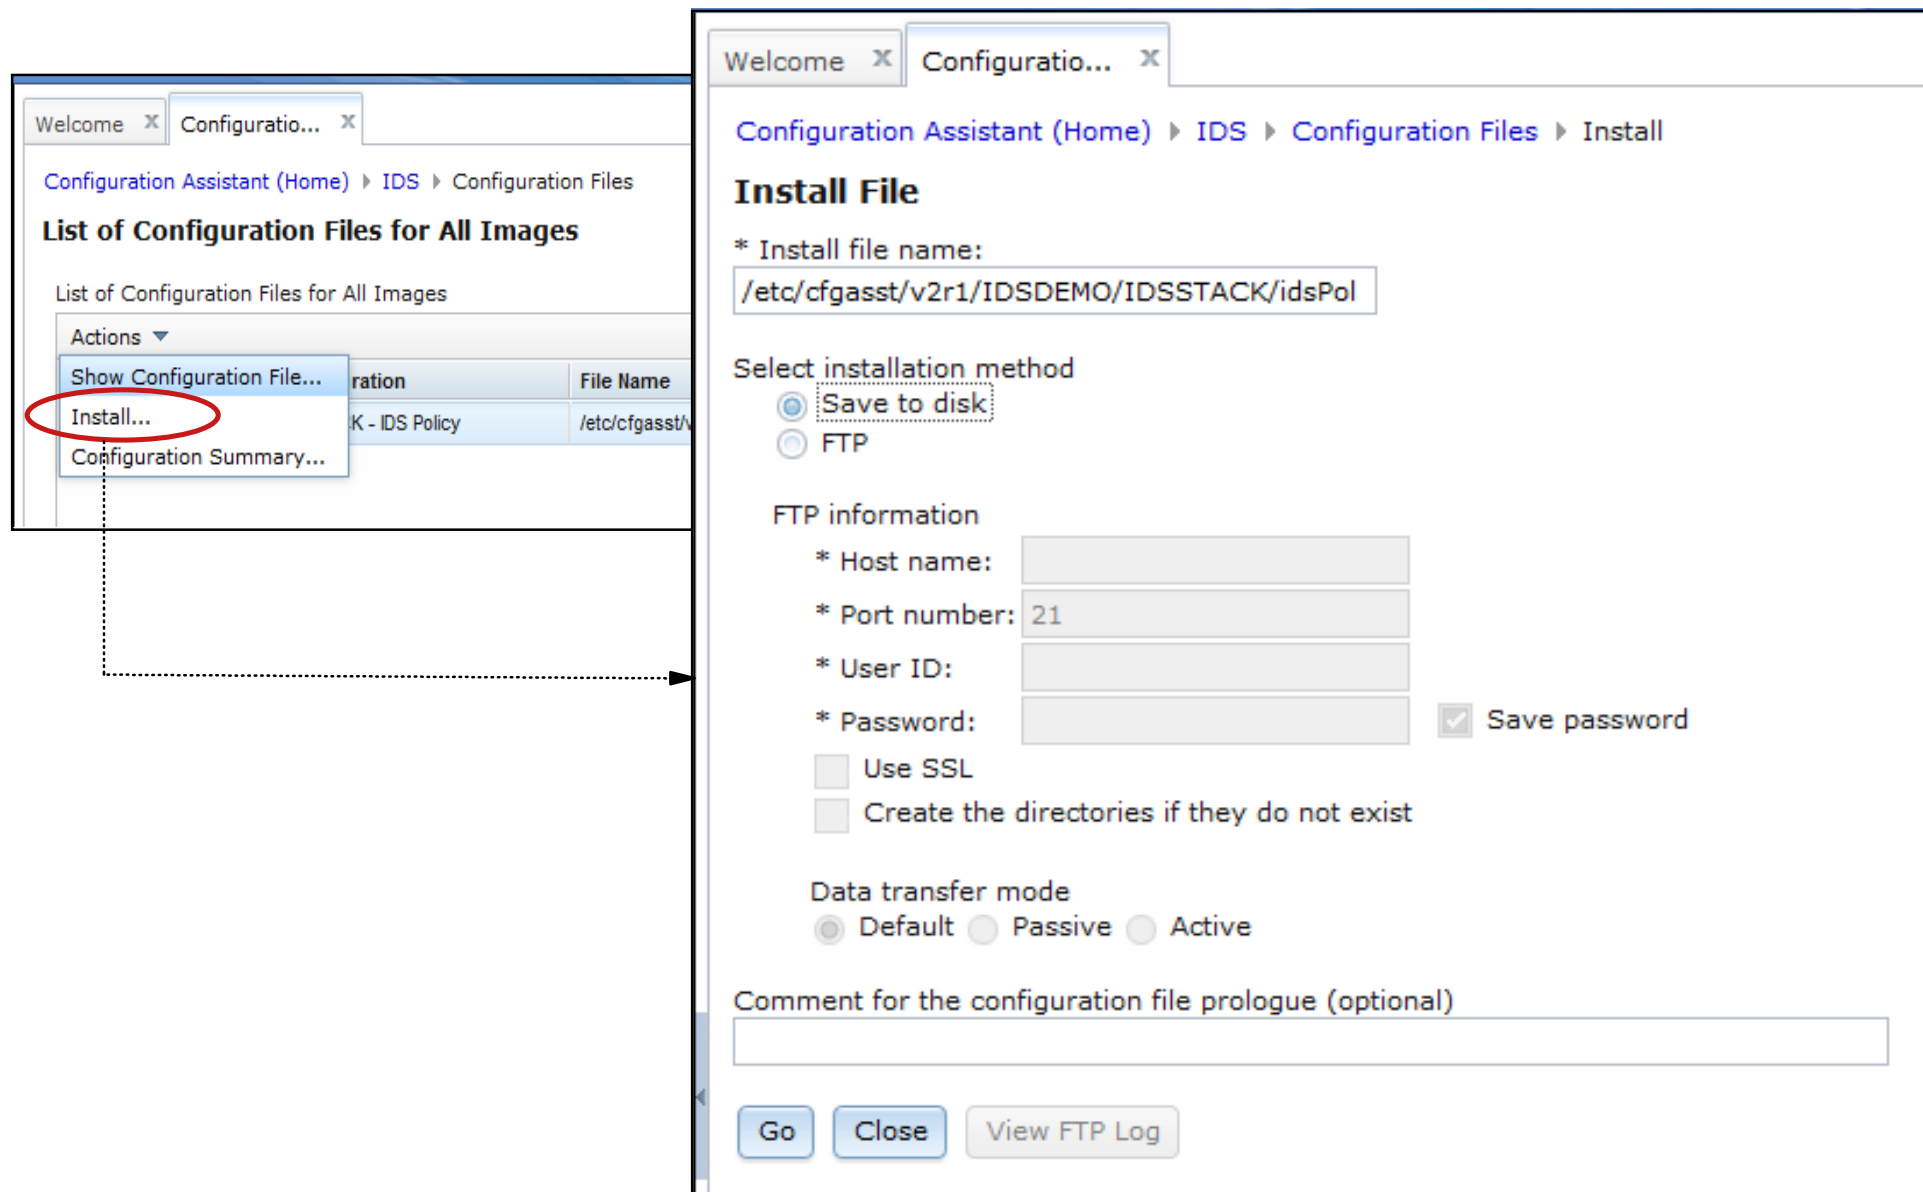 Welcome x Configuratio... x
Configuration Assistant (Home) IDS Configuration Files
List of Configuration Files for All Images
List of Configuration Files for All Images
Actions
Show Configuration File...
ration File Name
Install...
K - IDS Policy /etc/cfgasst/v
Configuration Summary...
Welcome x Configuratio... x
Configuration Assistant (Home) IDS Configuration Files Install
Install File
* Install file name:
/etc/cfgasst/v2r1/IDSDEMO/IDSSTACK/idsPol
Select installation method
Save to disk
FTP
FTP information
* Host name:
* Port number: 21
* User ID:
* Password: Save password
Use SSL
Create the directories if they do not exist
Data transfer mode
Default Passive Active
Comment for the configuration file prologue (optional)
Go Close View FTP Log